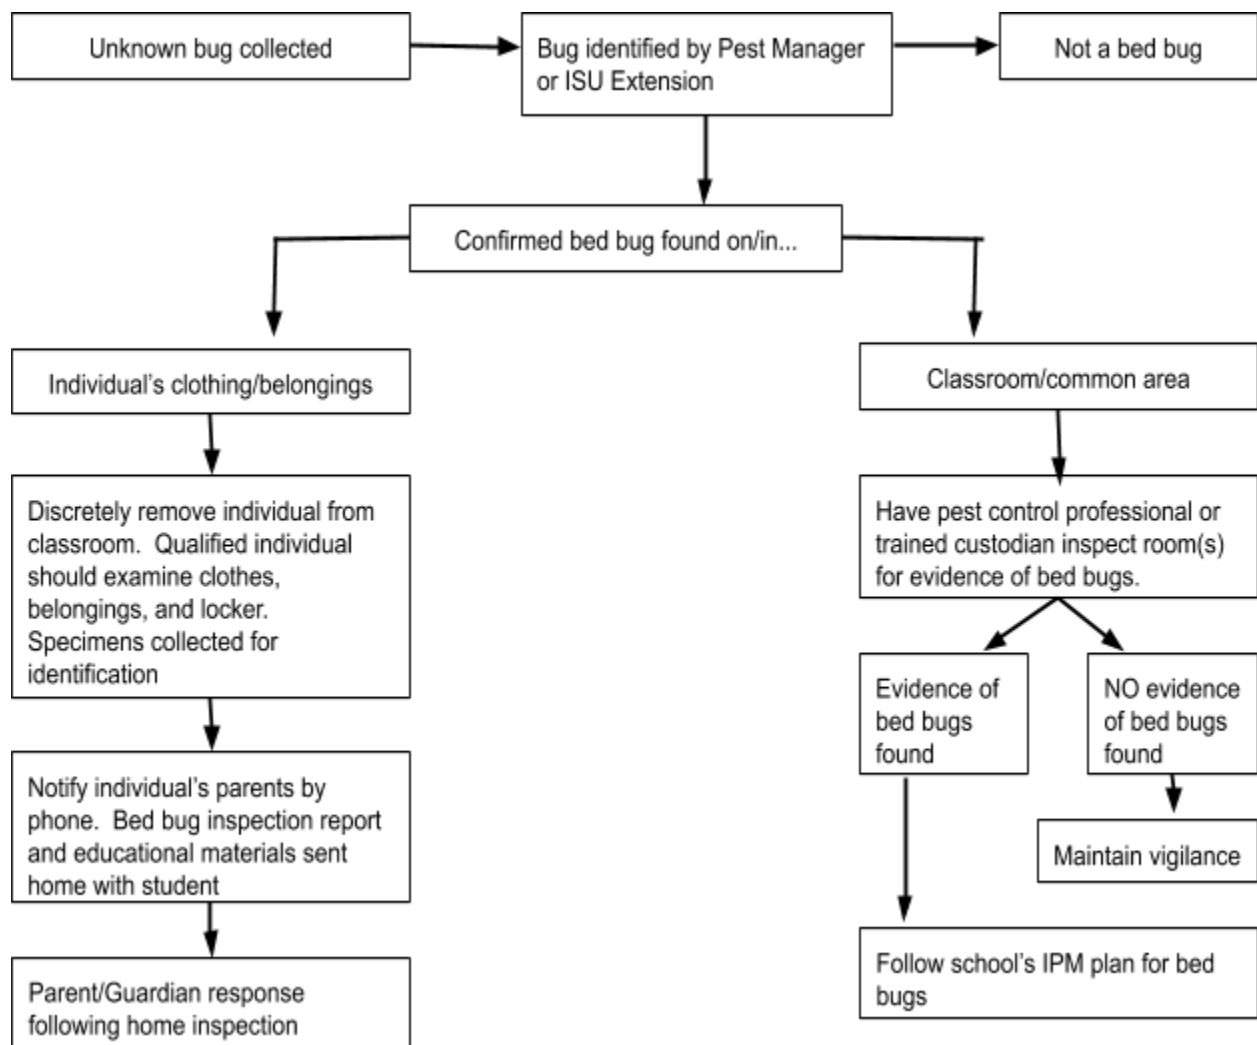 Unknown bug collected
Bug identified by Pest Manager
or ISU Extension
Not a bed bug
Confirmed bed bug found on/in...
Individual's clothing/belongings
Classroom/common area
Discretely remove individual from
classroom.  Qualified individual
should examine clothes,
belongings, and locker.
Specimens collected for
identification
Have pest control professional or
trained custodian inspect room(s)
for evidence of bed bugs.
Evidence of
bed bugs
found
NO evidence
of bed bugs
found
Notify individual's parents by
phone.  Bed bug inspection report
and educational materials sent
home with student
Maintain vigilance
Parent/Guardian response
following home inspection
Follow school's IPM plan for bed
bugs